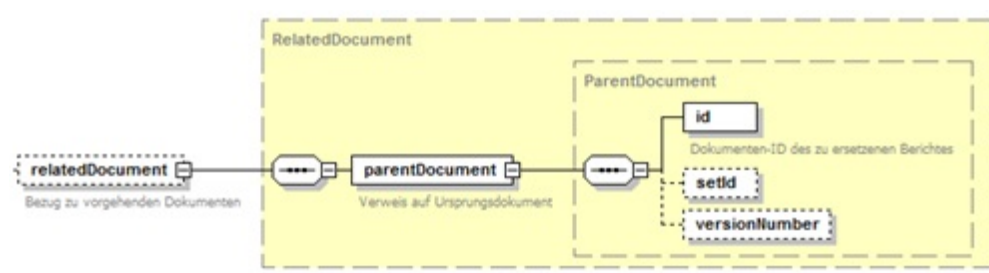 RelatedDocument
ParentDocument
id
Dokumenten-ID des zu ersetzenen Berichtes
relatedDocument
Bezug zu vorgehenden Dokumenten
parentDocument
Verweis auf Ursprungsdokument
setId
versionNumber